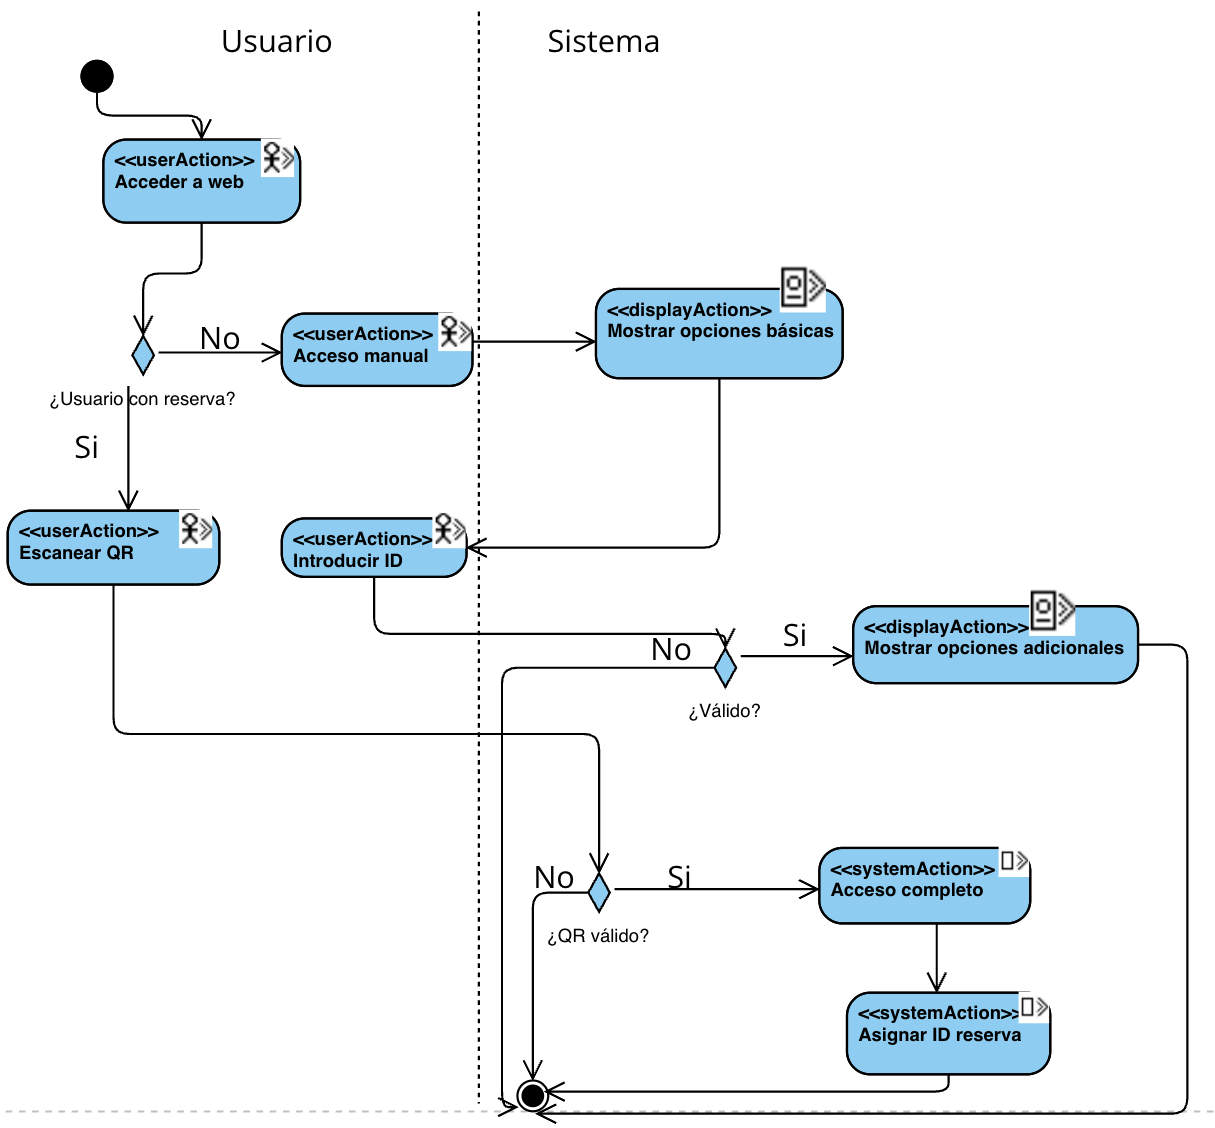 Usuario
Sistema
<<userAction>>
Acceder a web
<<displayAction>>
Mostrar opciones básicas
No
<<userAction>>
Acceso manual
¿Usuario con reserva?
Si
<<userAction>>
Escanear QR
<<userAction>>
Introducir ID
No
Si
<<displayAction>>
Mostrar opciones adicionales
¿Válido?
No
Si
<<systemAction>>
Acceso completo
¿QR válido?
<<systemAction>>
Asignar ID reserva